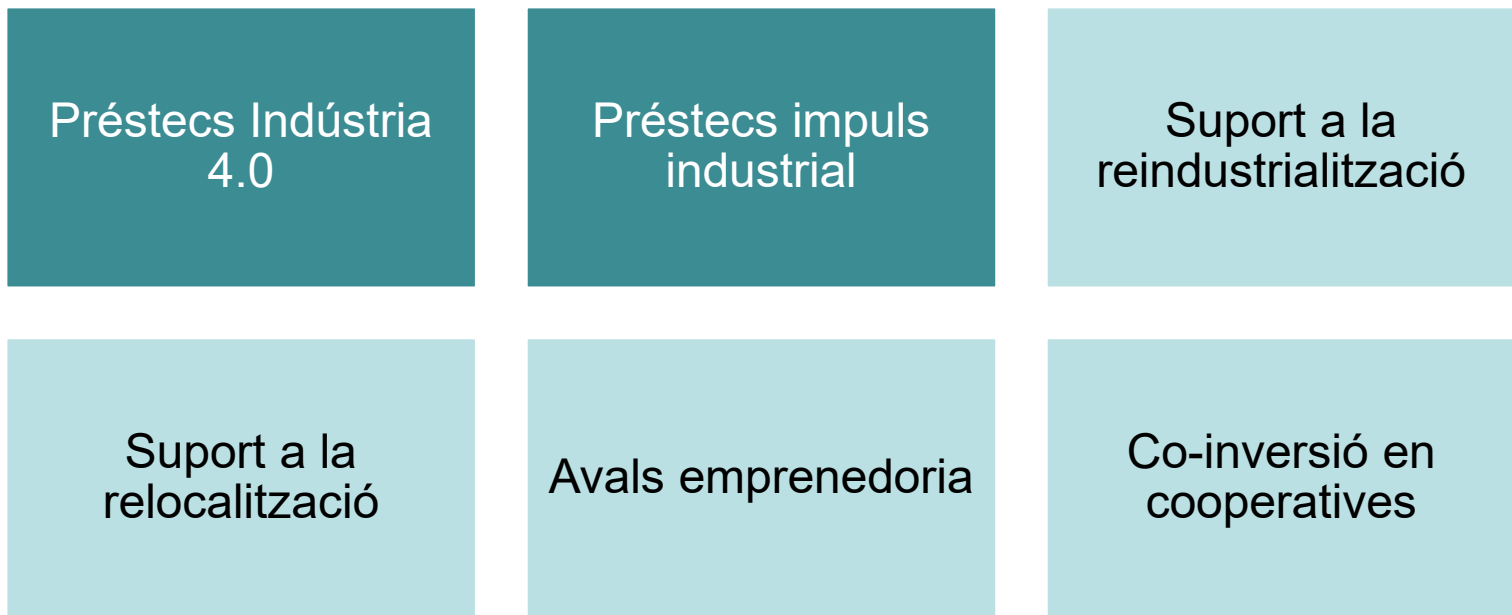 Préstecs Indústria
4.0
Préstecs impuls
industrial
Suport a la
reindustrialització
Suport a la
relocalització
Avals emprenedoria
Co-inversió en
cooperatives